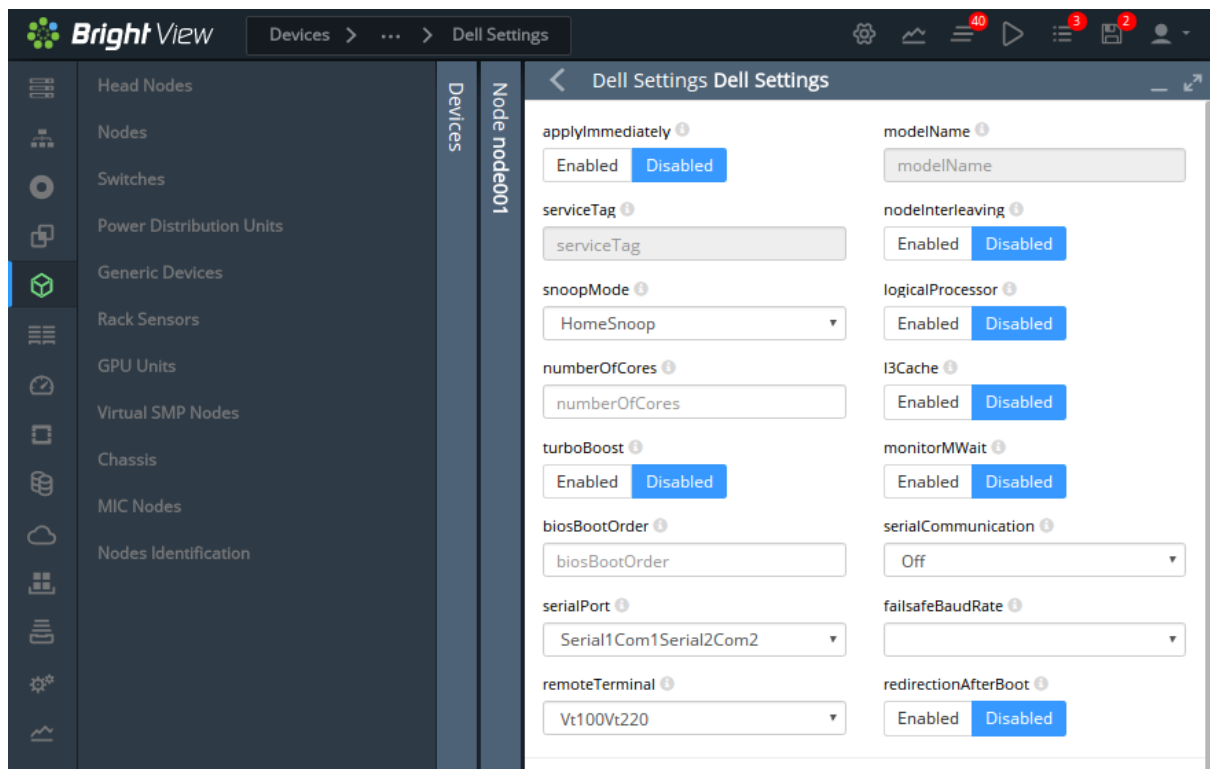 Bright View
Devices > ... > Dell Settings
40
3
2
Head Nodes
Nodes
Switches
Power Distribution Units
Generic Devices
Rack Sensors
GPU Units
Virtual SMP Nodes
Chassis
MIC Nodes
Nodes Identification
Devices
Node node001
Dell Settings Dell Settings
applyImmediately
Enabled Disabled
modelName
modelName
serviceTag
serviceTag
nodeInterleaving
Enabled Disabled
snoopMode
HomeSnoop
logicalProcessor
Enabled Disabled
numberOfCores
numberOfCores
l3Cache
Enabled Disabled
turboBoost
Enabled Disabled
monitorMWait
Enabled Disabled
biosBootOrder
biosBootOrder
serialCommunication
Off
serialPort
Serial1Com1Serial2Com2
failsafeBaudRate
remoteTerminal
Vt100Vt220
redirectionAfterBoot
Enabled Disabled